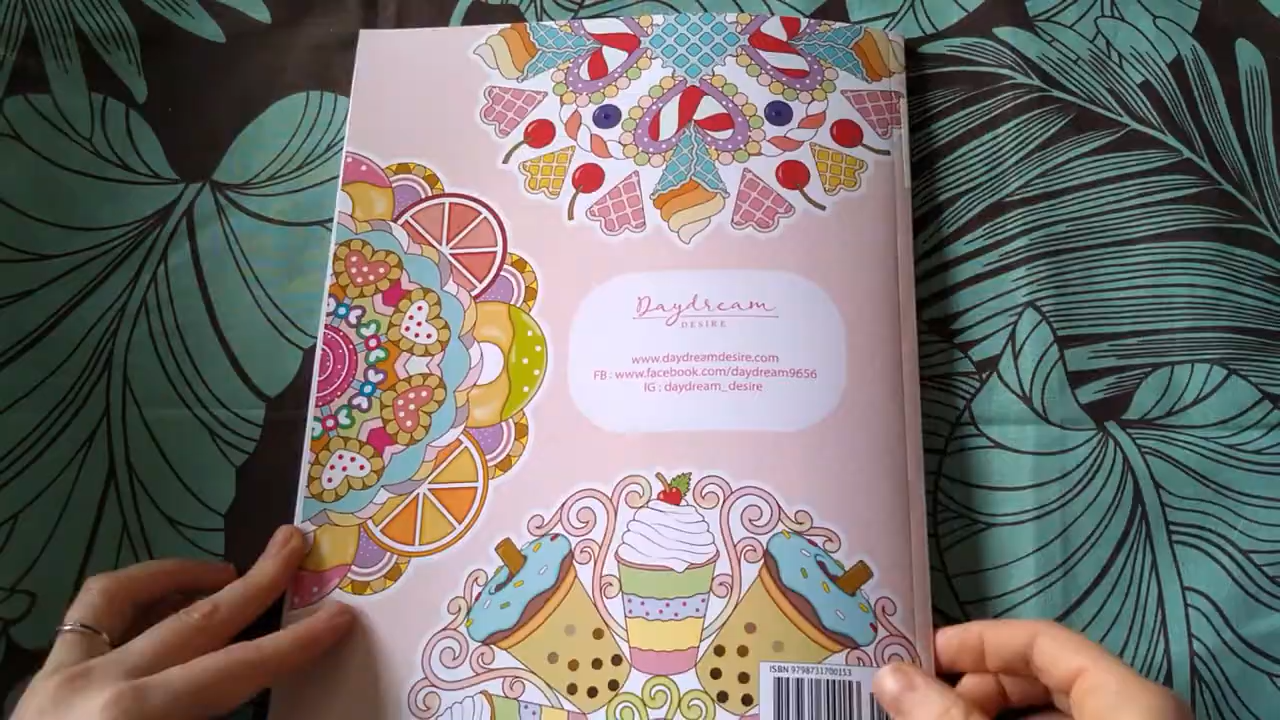 Daydream
DESIRE
www.daydreamdesire.com
FB : www.facebook.com/daydream9656
IG : daydream_desire
ISBN 9798731700153